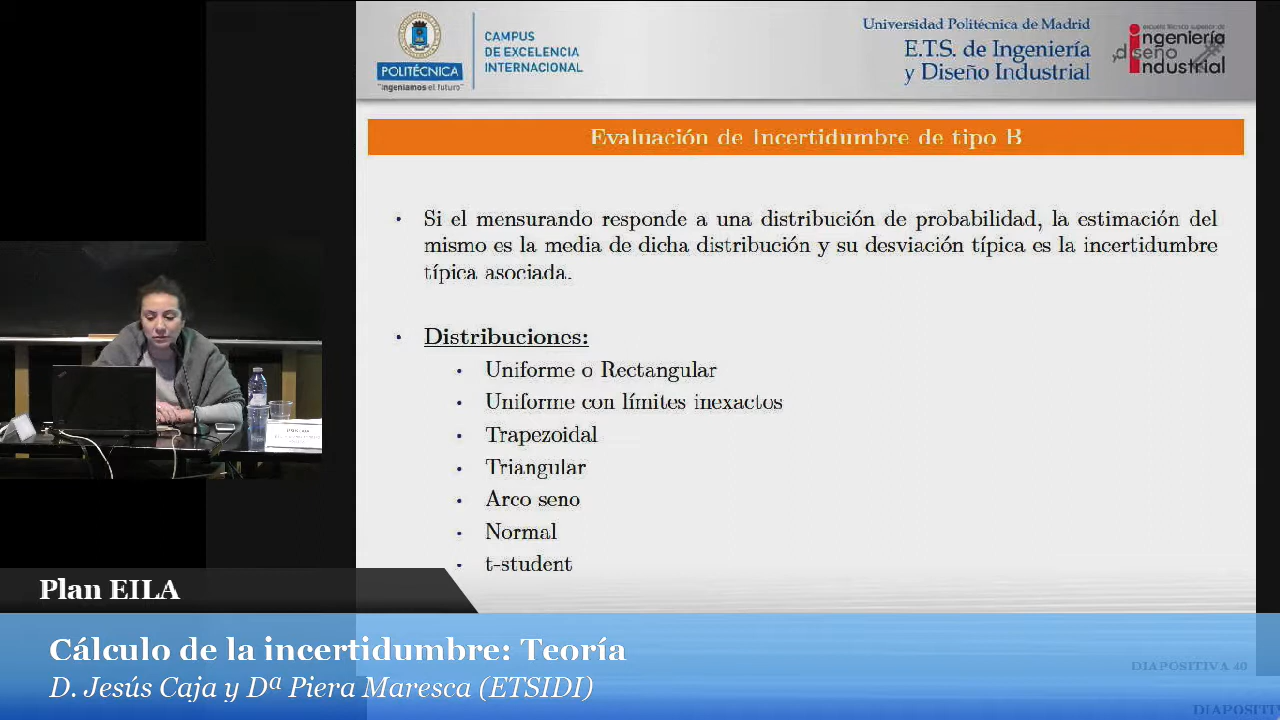 POLITÉCNICA
"Ingeniamos el futuro"
CAMPUS
DE EXCELENCIA
INTERNACIONAL
Universidad Politécnica de Madrid
E.T.S. de Ingeniería
y Diseño Industrial
escuela técnica superior de
ingeniería
diseño
industrial
Evaluación de Incertidumbre de tipo B
• Si el mensurando responde a una distribución de probabilidad, la estimación del
mismo es la media de dicha distribución y su desviación típica es la incertidumbre
típica asociada.
• Distribuciones:
• Uniforme o Rectangular
• Uniforme con límites inexactos
• Trapezoidal
• Triangular
• Arco seno
• Normal
• t-student
Plan EILA
Cálculo de la incertidumbre: Teoría
D. Jesús Caja y Dª Piera Maresca (ETSIDI)
DIAPOSITIVA 40